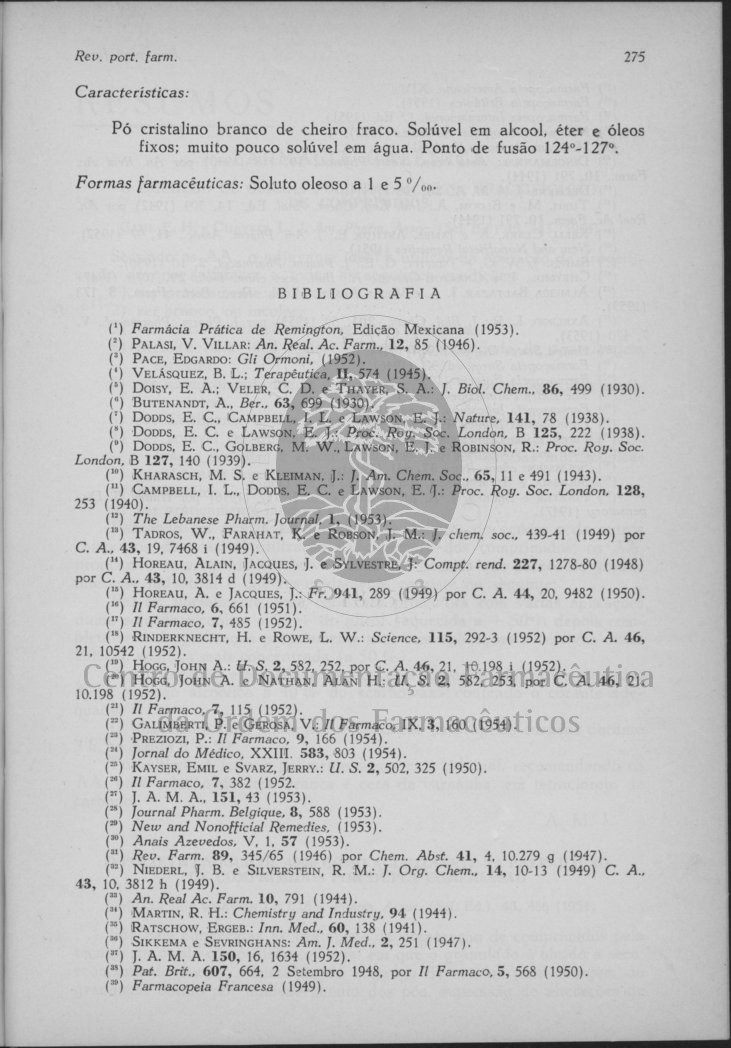 Rev. port. farm. 275
Características:
Pó cristalino branco de cheiro fraco. Solúvel em alcool, éter e óleos
fixos; muito pouco solúvel em água. Ponto de fusão 124º-127º.
Formas farmacêuticas: Soluto oleoso a 1 e 5 ⁰/₀₀.
BIBLIOGRAFIA
(¹) Farmácia Prática de Remington, Edição Mexicana (1953).
(²) PALASI, V. VILLAR: An. Real. Ac. Farm., 12, 85 (1946).
(³) PACE, EDGARDO: Gli Ormoni, (1952).
(⁴) VELÁSQUEZ, B. L.; Terapêutica, II, 574 (1945).
(⁵) DOISY, E. A.; VELER, C. D. e THAYER, S. A.: J. Biol. Chem., 86, 499 (1930).
(⁶) BUTENANDT, A., Ber., 63, 699 (1930).
(⁷) DODDS, E. C., CAMPBELL, I. L. e LAWSON, E. J.: Nature, 141, 78 (1938).
(⁸) DODDS, E. C. e LAWSON, E. J.: Proc. Roy. Soc. London, B 125, 222 (1938).
(⁹) DODDS, E. C., GOLBERG, M. W., LAWSON, E. J. e ROBINSON, R.: Proc. Roy. Soc.
London, B 127, 140 (1939).
(¹⁰) KHARASCH, M. S. e KLEIMAN, J.: J. Am. Chem. Soc., 65, 11 e 491 (1943).
(¹¹) CAMPBELL, I. L., DODDS, E. C. e LAWSON, E. J.: Proc. Roy. Soc. London, 128,
253 (1940).
(¹²) The Lebanese Pharm. Journal, 1, (1953).
(¹³) TADROS, W., FARAHAT, K. e ROBSON, J. M.: J. chem. soc., 439-41 (1949) por
C. A., 43, 19, 7468 i (1949).
(¹⁴) HOREAU, ALAIN, JACQUES, J. e SYLVESTRE, J: Compt. rend. 227, 1278-80 (1948)
por C. A., 43, 10, 3814 d (1949).
(¹⁵) HOREAU, A. e JACQUES, J.: Fr. 941, 289 (1949) por C. A. 44, 20, 9482 (1950).
(¹⁶) Il Farmaco, 6, 661 (1951).
(¹⁷) Il Farmaco, 7, 485 (1952).
(¹⁸) RINDERKNECHT, H. e ROWE, L. W.: Science, 115, 292-3 (1952) por C. A. 46,
21, 10542 (1952).
(¹⁹) HOGG, JOHN A.: U. S. 2, 582, 252, por C. A. 46, 21, 10.198 i (1952).
(²⁰) HOGG, JOHN A. e NATHAN, ALAN H.: U. S. 2, 582, 253, por C. A. 46, 21,
10.198 (1952).
Centro de Documentação Farmacêutica
(²¹) Il Farmaco, 7, 115 (1952).
(²²) GALIMBERTI, P. e GEROSA, V.: Il Farmaco, IX, 3, 160 (1954).
da Ordem dos Farmacêuticos
(²³) PREZIOZI, P.: Il Farmaco, 9, 166 (1954).
(²⁴) Jornal do Médico, XXIII, 583, 803 (1954).
(²⁵) KAYSER, EMIL e SVARZ, JERRY.: U. S. 2, 502, 325 (1950).
(²⁶) Il Farmaco, 7, 382 (1952.
(²⁷) J. A. M. A., 151, 43 (1953).
(²⁸) Journal Pharm. Belgique, 8, 588 (1953).
(²⁹) New and Nonofficial Remedies, (1953).
(³⁰) Anais Azevedos, V, 1, 57 (1953).
(³¹) Rev. Farm. 89, 345/65 (1946) por Chem. Abst. 41, 4, 10.279 g (1947).
(³²) NIEDERL, J. B. e SILVERSTEIN, R. M.: J. Org. Chem., 14, 10-13 (1949) C. A.,
43, 10, 3812 h (1949).
(³³) An. Real Ac. Farm. 10, 791 (1944).
(³⁴) MARTIN, R. H.: Chemistry and Industry, 94 (1944).
(³⁵) RATSCHOW, ERGEB.: Inn. Med., 60, 138 (1941).
(³⁶) SIKKEMA e SEVRINGHANS: Am. J. Med., 2, 251 (1947).
(³⁷) J. A. M. A. 150, 16, 1634 (1952).
(³⁸) Pat. Brit., 607, 664, 2 Setembro 1948, por Il Farmaco, 5, 568 (1950).
(³⁹) Farmacopeia Francesa (1949).